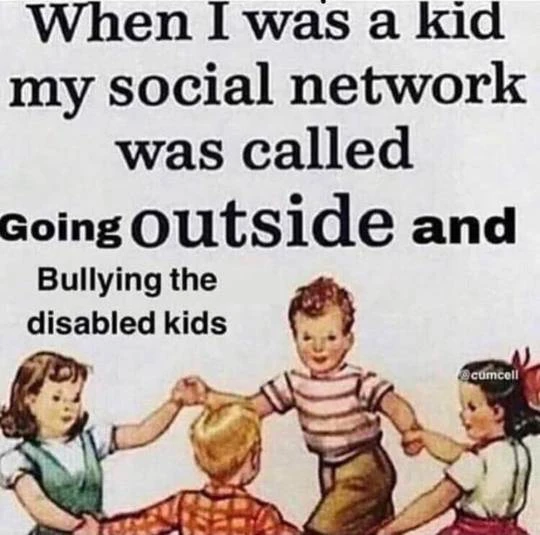 When I was a kid
my social network
was called
Going outside and
Bullying the
disabled kids
@cumcell